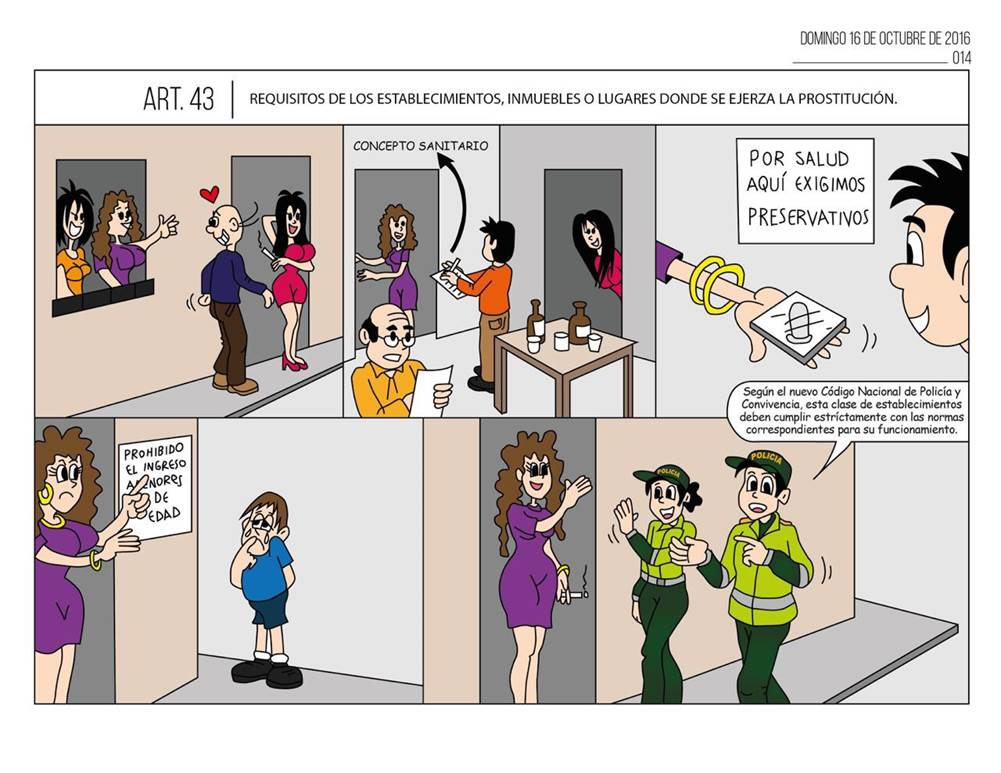 DOMINGO 16 DE OCTUBRE DE 2016
014
ART. 43
REQUISITOS DE LOS ESTABLECIMIENTOS, INMUEBLES O LUGARES DONDE SE EJERZA LA PROSTITUCIÓN.
CONCEPTO SANITARIO
POR SALUD
AQUÍ EXIGIMOS
PRESERVATIVOS
Según el nuevo Código Nacional de Policía y
Convivencia, esta clase de establecimientos
deben cumplir estríctamente con las normas
correspondientes para su funcionamiento.
PROHIBIDO
EL INGRESO
A MENORES
DE
EDAD
POLICIA
POLICIA